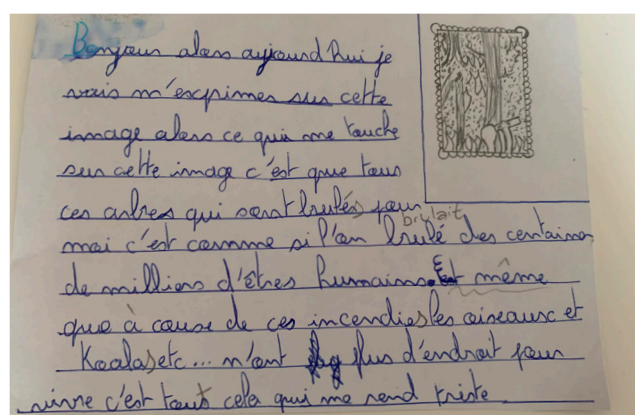 Bonjour alors aujourd'hui je
vais m'exprimer sur cette
image alors ce qui me touche
sur cette image c'est que tous
ces arbres qui sont brulés pour
brulait
moi c'est comme si l'on brulé des centaines
de milliers d'êtres humains. Et même
que à cause de ces incendies les oiseaux et
Koalas etc... n'ont plus d'endroit pour
vivre c'est tout cela qui me rend triste